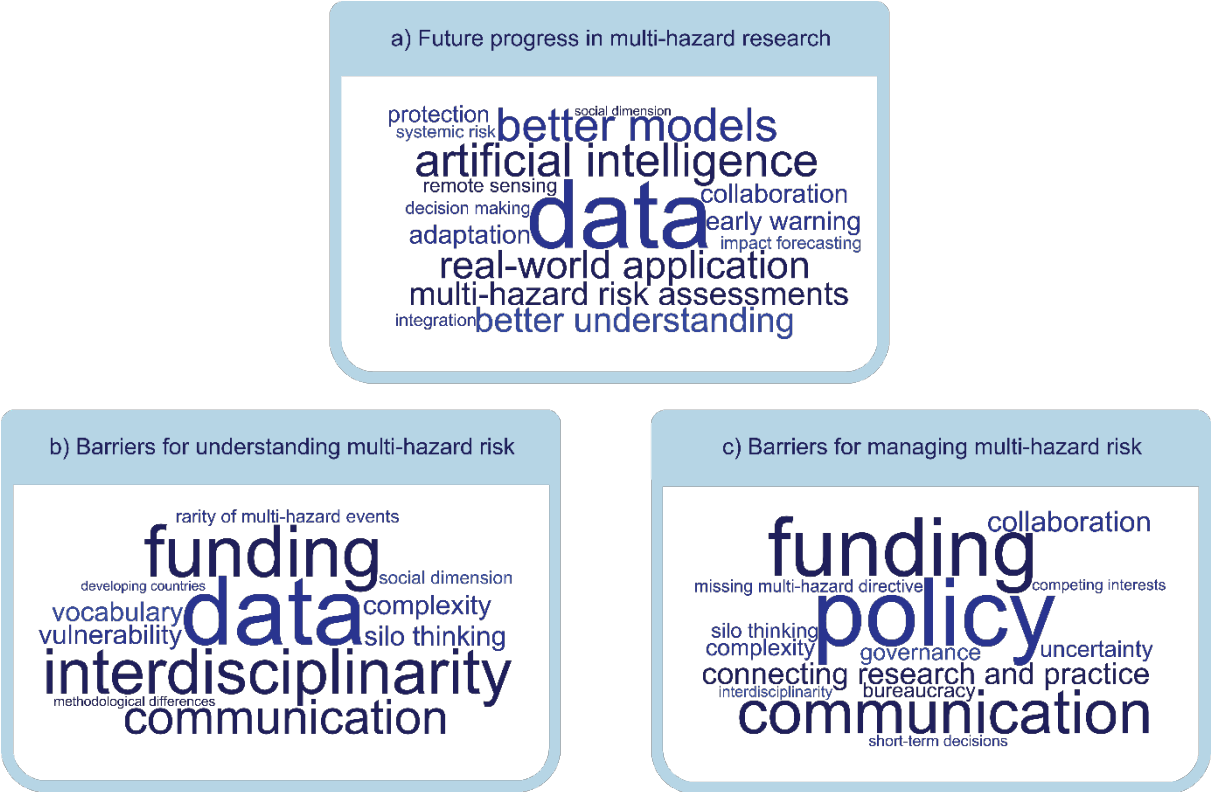 a) Future progress in multi-hazard research
social dimension
protection
better models
systemic risk
artificial intelligence
remote sensing
collaboration
decision making
data
early warning
adaptation
impact forecasting
real-world application
multi-hazard risk assessments
integration
better understanding
b) Barriers for understanding multi-hazard risk
rarity of multi-hazard events
funding
social dimension
developing countries
data
complexity
vocabulary
vulnerability
silo thinking
interdisciplinarity
methodological differences
communication
c) Barriers for managing multi-hazard risk
collaboration
funding
missing multi-hazard directive
competing interests
policy
silo thinking
complexity
governance
uncertainty
connecting research and practice
interdisciplinarity
bureaucracy
communication
short-term decisions